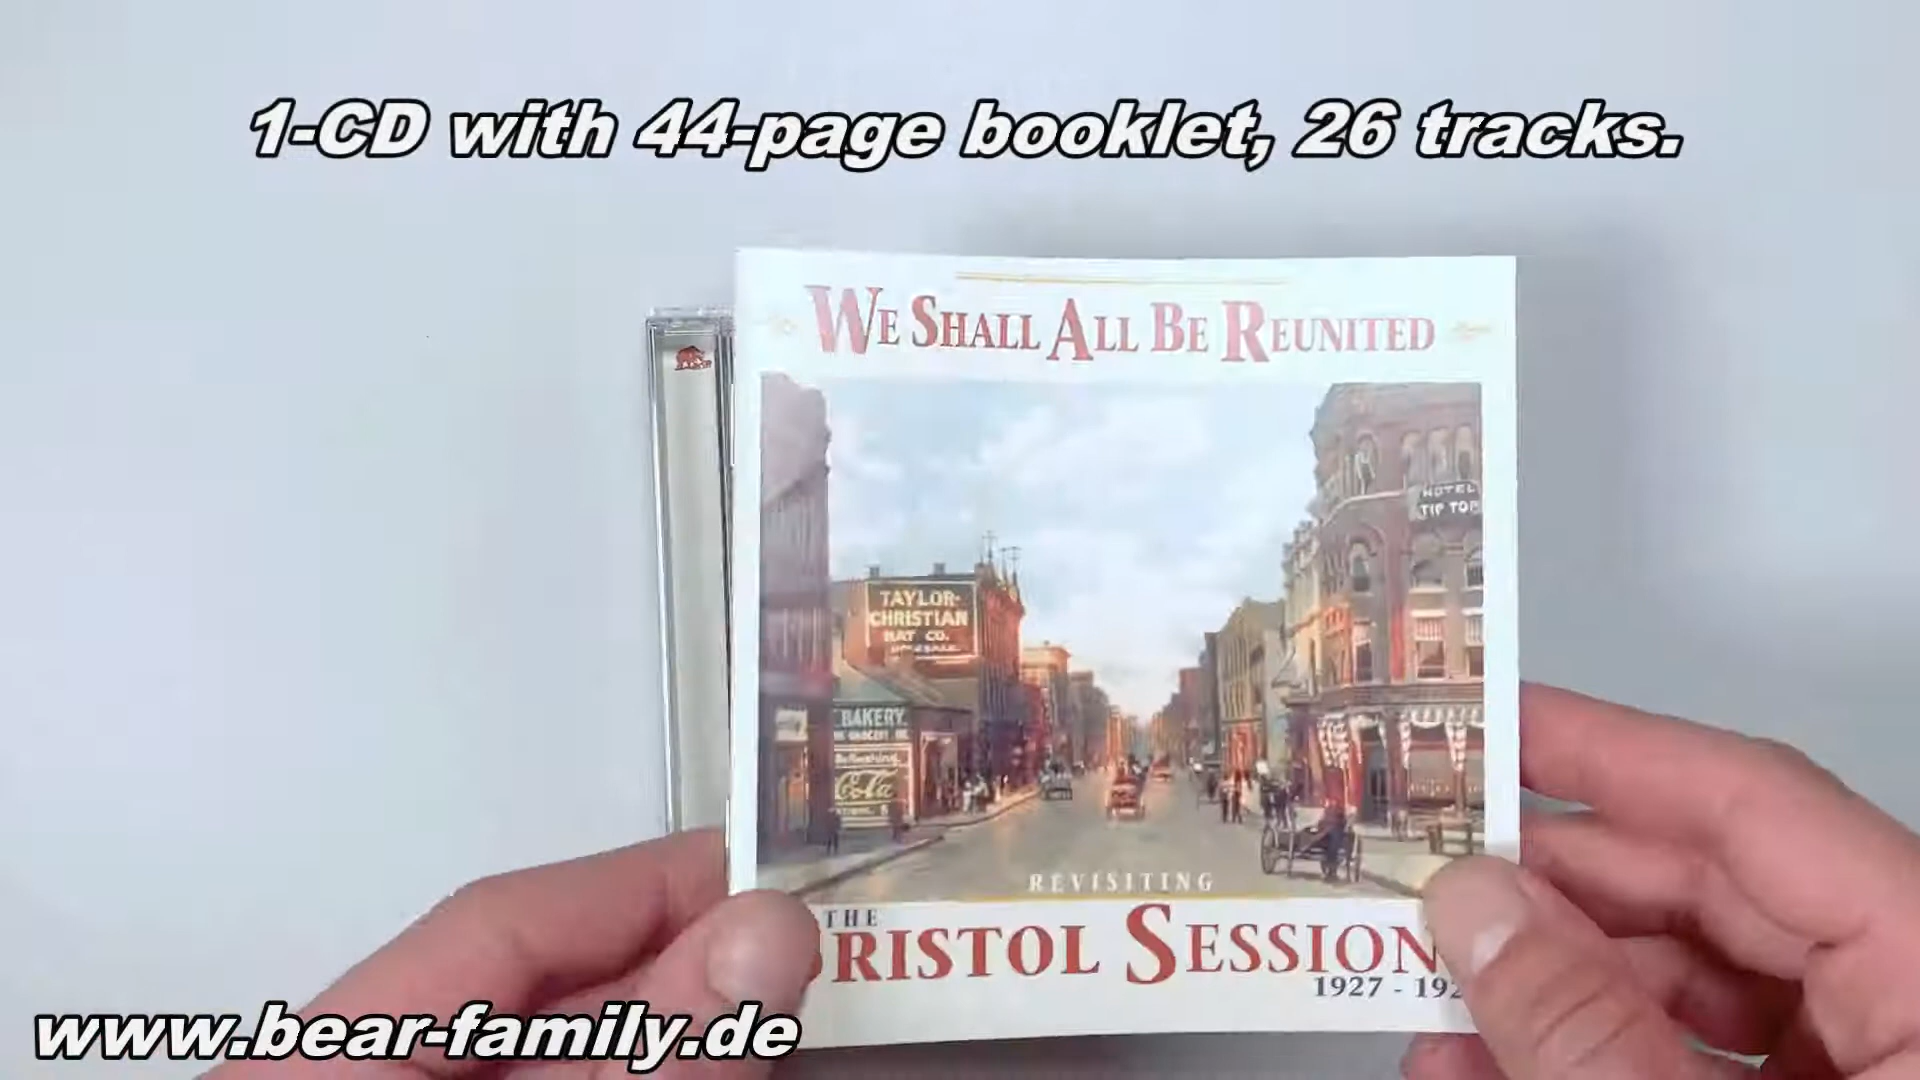 1-CD with 44-page booklet, 26 tracks.
WE SHALL ALL BE REUNITED
HOTEL
TIP TOP
TAYLOR-
CHRISTIAN
HAT CO.
BAKERY
Cola
REVISITING
THE
BRISTOL SESSION
1927 - 192
www.bear-family.de